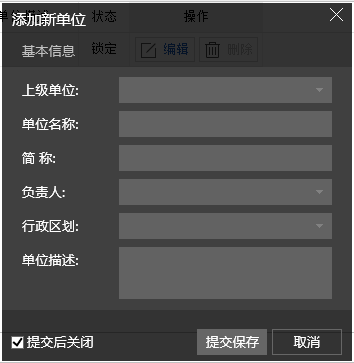 添加新单位
状态 操作
基本信息
锁定 编辑 删除
上级单位:
单位名称:
简 称:
负责人:
行政区划:
单位描述:
提交后关闭 提交保存 取消